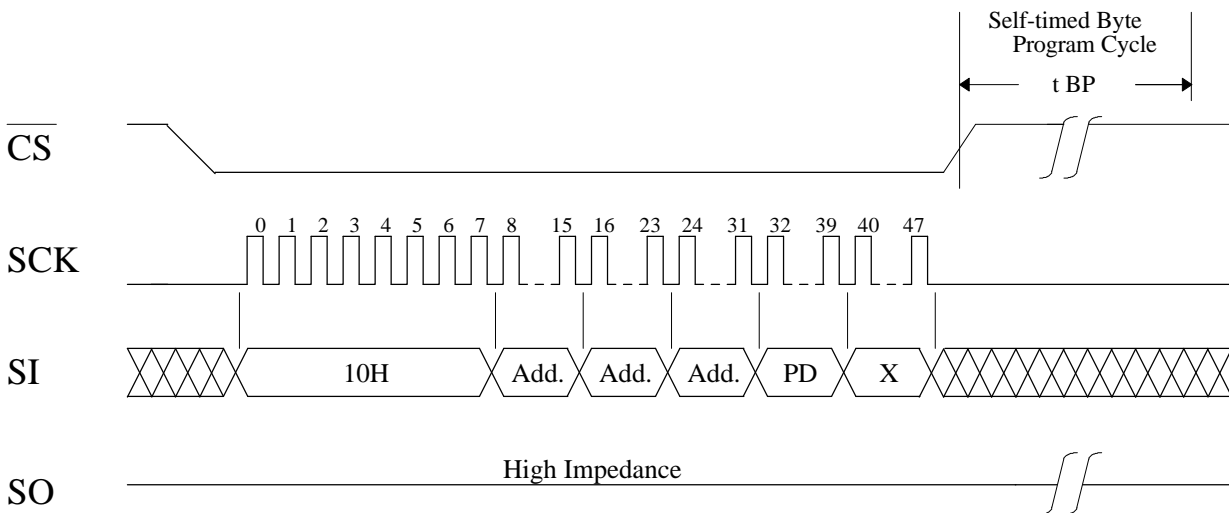 Self-timed Byte
Program Cycle
t BP
CS
0 1 2 3 4 5 6 7 8 15 16 23 24 31 32 39 40 47
SCK
SI 10H Add. Add. Add. PD X
High Impedance
SO